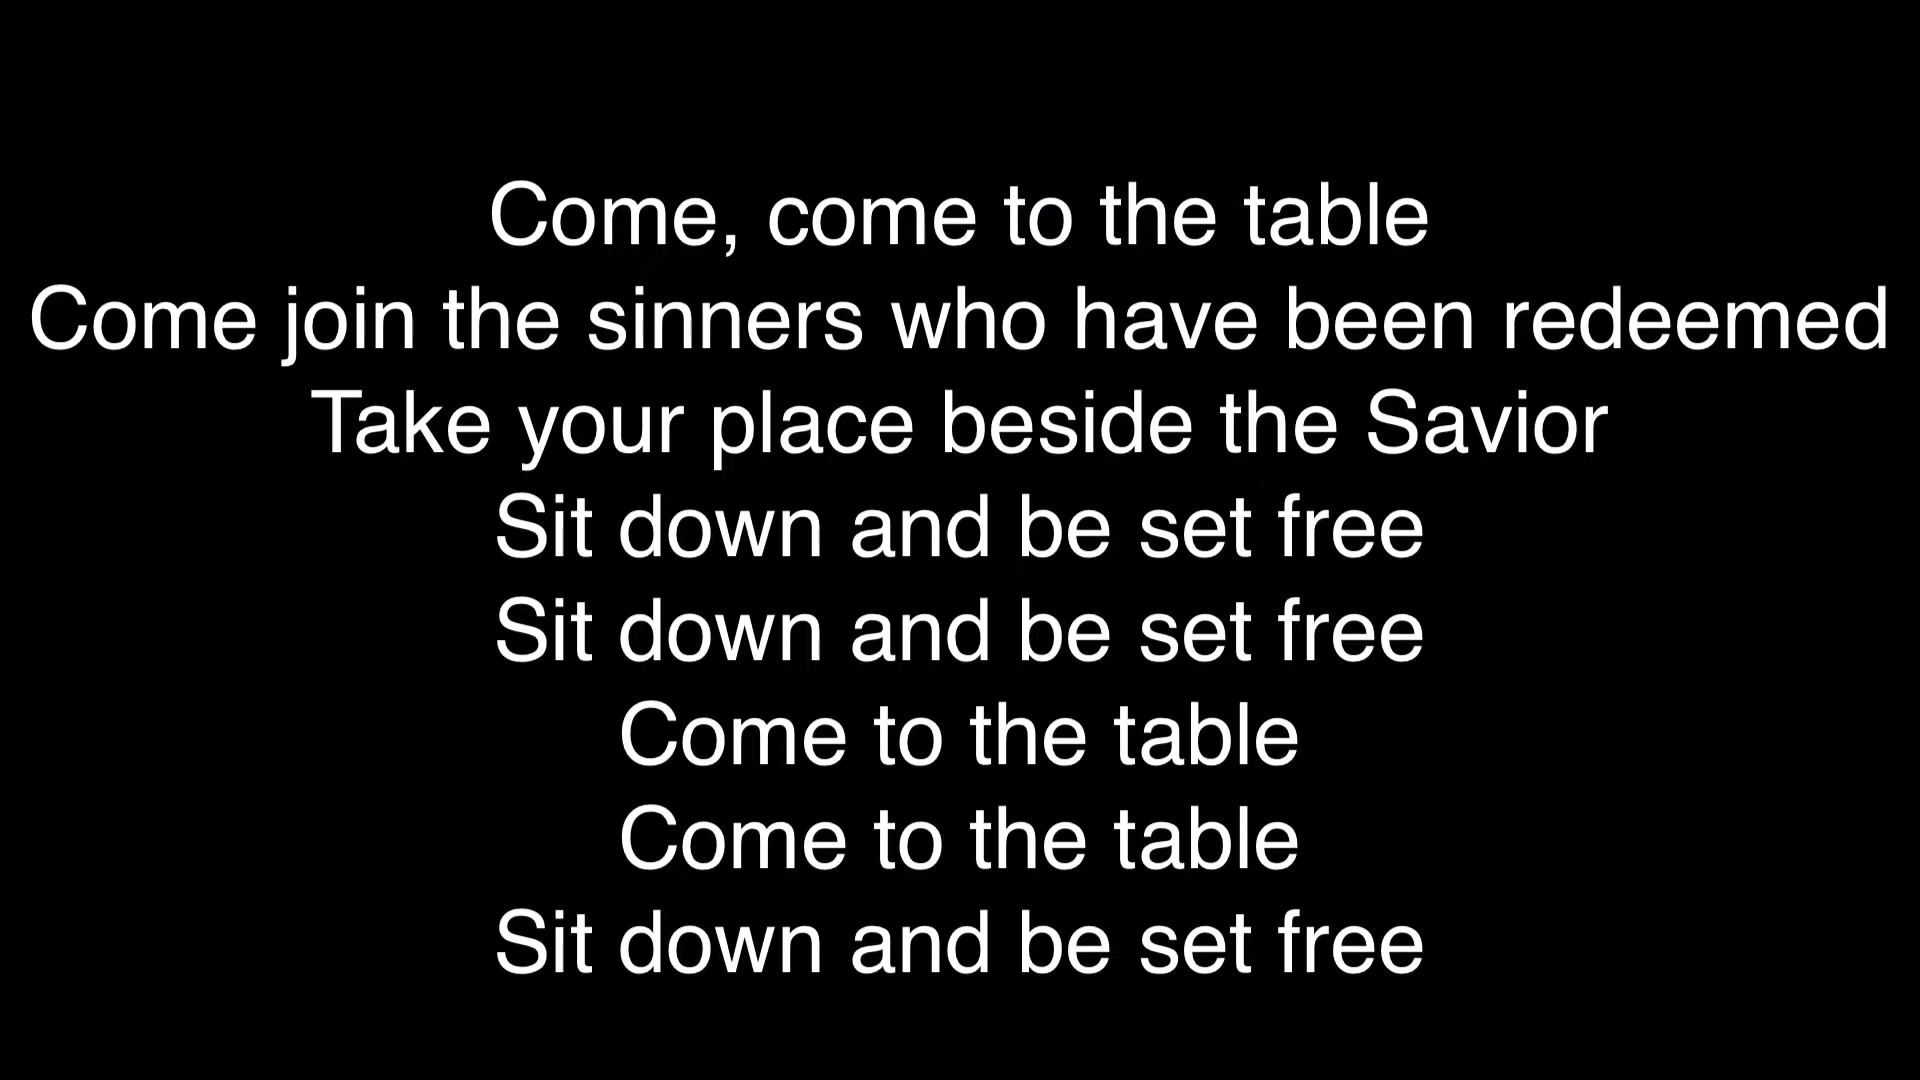 Come, come to the table
Come join the sinners who have been redeemed
Take your place beside the Savior
Sit down and be set free
Sit down and be set free
Come to the table
Come to the table
Sit down and be set free